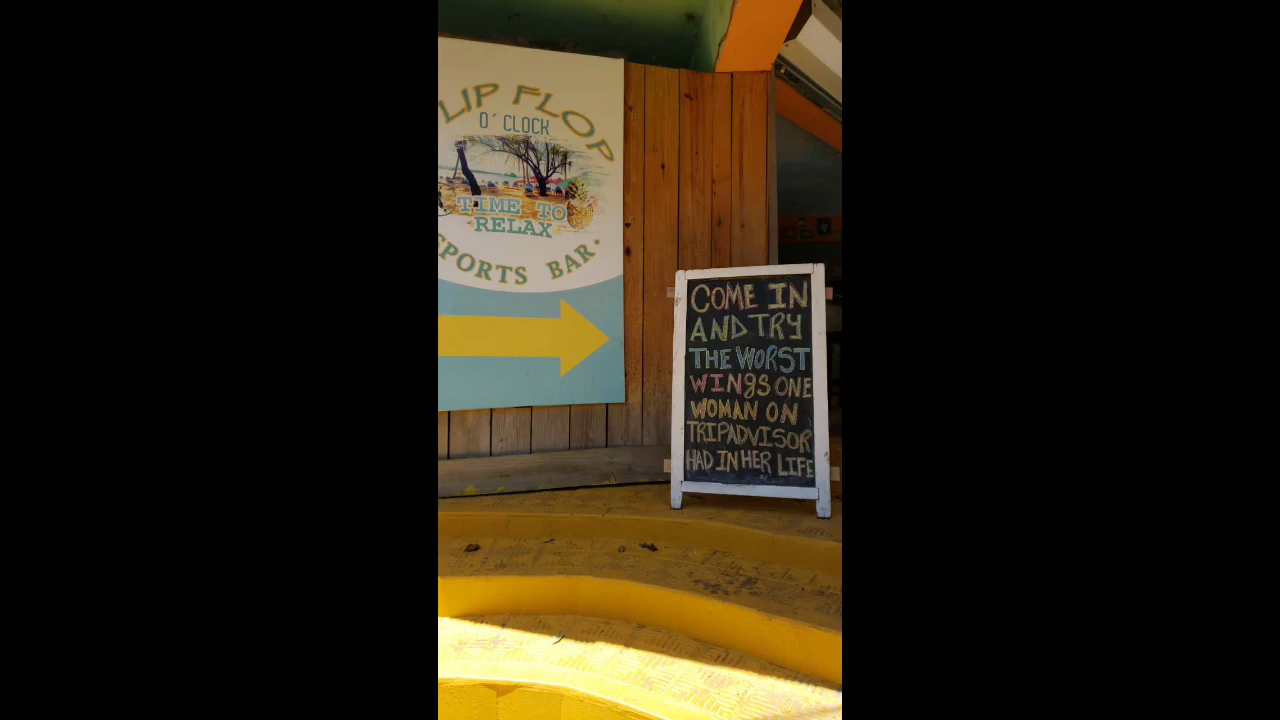 LIP FLOP
O' CLOCK
TIME TO
RELAX
SPORTS BAR.
COME IN
AND TRY
THE WORST
WINGS ONE
WOMAN ON
TRIPADVISOR
HAD IN HER LIFE